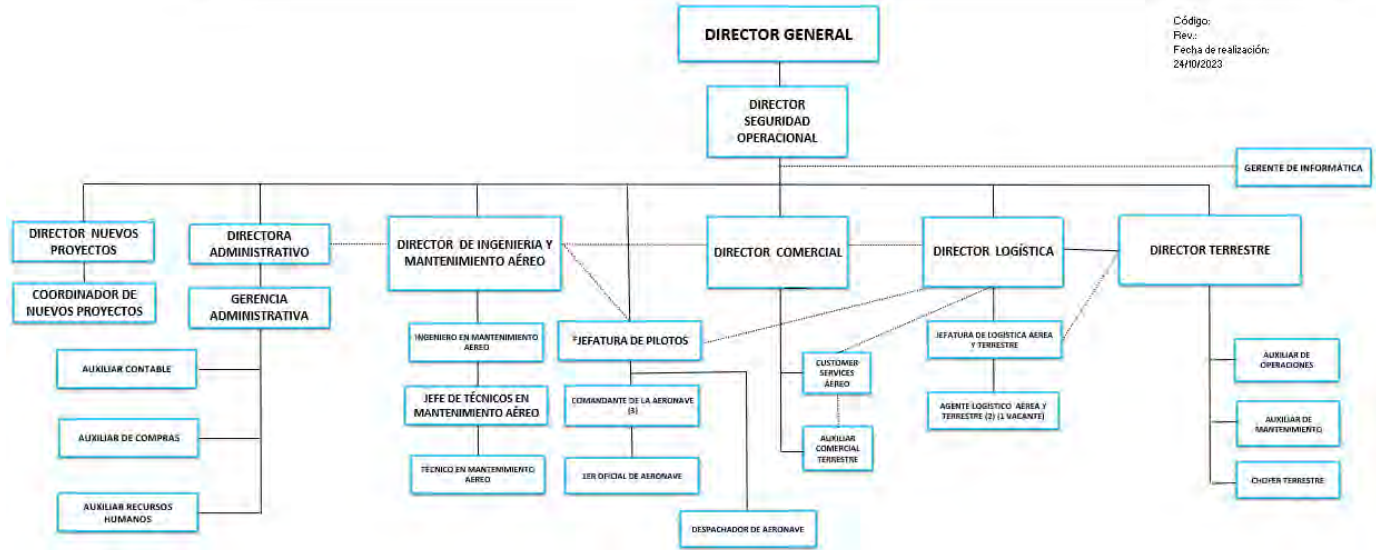 DIRECTOR GENERAL
Código:
Rev.:
Fecha de realización:
24/10/2023
DIRECTOR
SEGURIDAD
OPERACIONAL
GERENTE DE INFORMÁTICA
DIRECTOR NUEVOS
PROYECTOS
DIRECTORA
ADMINISTRATIVO
DIRECTOR DE INGENIERIA Y
MANTENIMIENTO AÉREO
DIRECTOR COMERCIAL
DIRECTOR LOGÍSTICA
DIRECTOR TERRESTRE
COORDINADOR DE
NUEVOS PROYECTOS
GERENCIA
ADMINISTRATIVA
INGENIERO EN MANTENIMIENTO
AEREO
*JEFATURA DE PILOTOS
JEFATURA DE LOGÍSTICA AEREA
Y TERRESTRE
AUXILIAR CONTABLE
CUSTOMER
SERVICES
ÁEREO
AUXILIAR DE
OPERACIONES
JEFE DE TÉCNICOS EN
MANTENIMIENTO AÉREO
COMANDANTE DE LA AERONAVE
(3)
AGENTE LOGISTICO AEREA Y
TERRESTRE (2) (1 VACANTE)
AUXILIAR DE COMPRAS
AUXILIAR
COMERCIAL
TERRESTRE
AUXILIAR DE
MANTENIMIENTO
TÉCNICO EN MANTENIMIENTO
AEREO
1ER OFICIAL DE AERONAVE
CHOFER TERRESTRE
AUXILIAR RECURSOS
HUMANOS
DESPACHADOR DE AERONAVE